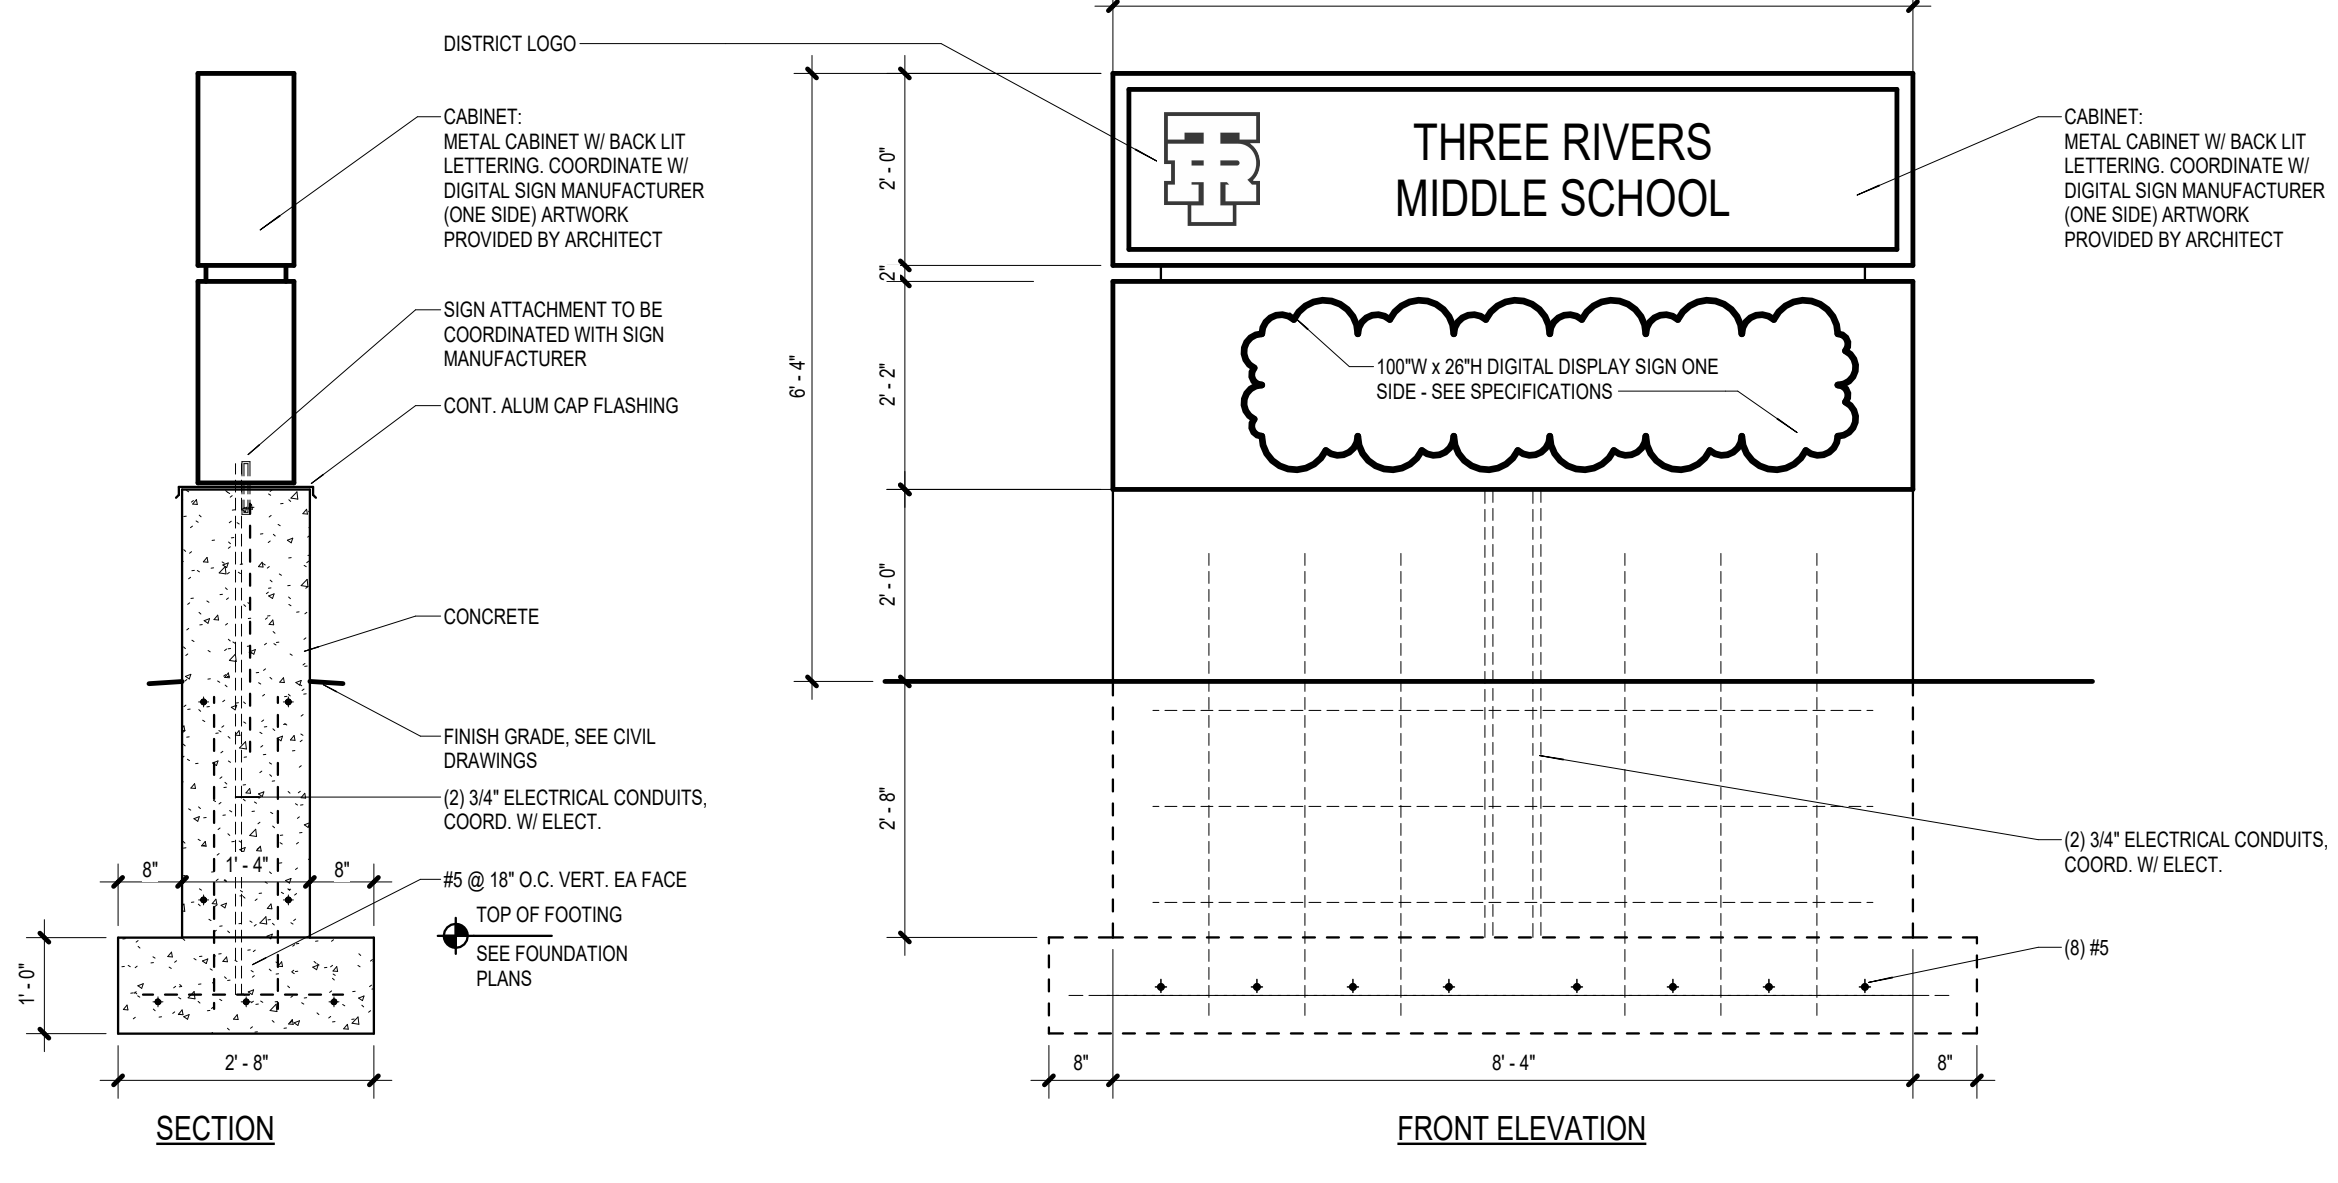 DISTRICT LOGO
CABINET:
METAL CABINET W/ BACK LIT
LETTERING. COORDINATE W/
DIGITAL SIGN MANUFACTURER
(ONE SIDE) ARTWORK
PROVIDED BY ARCHITECT
SIGN ATTACHMENT TO BE
COORDINATED WITH SIGN
MANUFACTURER
CONT. ALUM CAP FLASHING
CONCRETE
FINISH GRADE, SEE CIVIL
DRAWINGS
(2) 3/4" ELECTRICAL CONDUITS,
COORD. W/ ELECT.
8"
1' - 4"
8"
#5 @ 18" O.C. VERT. EA FACE
TOP OF FOOTING
SEE FOUNDATION
PLANS
1' - 0"
2' - 8"
SECTION
6' - 4"
2' - 0"
2"
2' - 2"
2' - 0"
2' - 8"
TR
THREE RIVERS
MIDDLE SCHOOL
100"W x 26"H DIGITAL DISPLAY SIGN ONE
SIDE - SEE SPECIFICATIONS
CABINET:
METAL CABINET W/ BACK LIT
LETTERING. COORDINATE W/
DIGITAL SIGN MANUFACTURER
(ONE SIDE) ARTWORK
PROVIDED BY ARCHITECT
(2) 3/4" ELECTRICAL CONDUITS,
COORD. W/ ELECT.
(8) #5
8"
8' - 4"
8"
FRONT ELEVATION